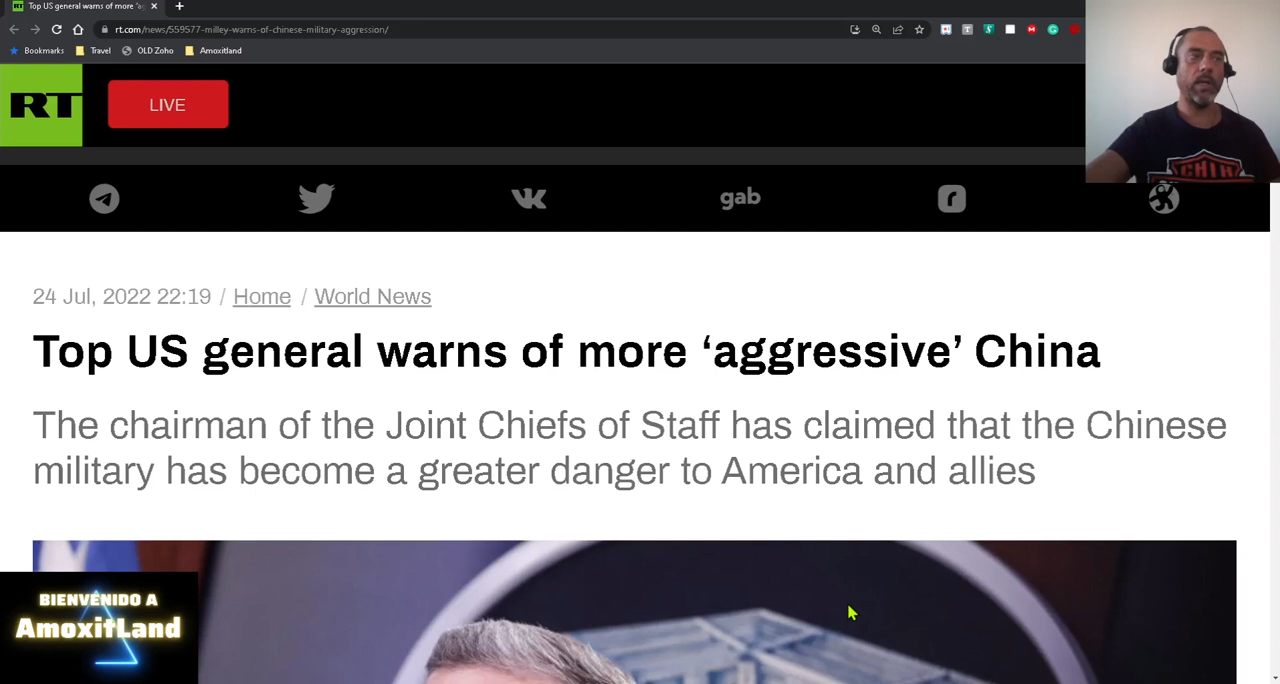 Top US general warns of more 'a
rt.com/news/559577-milley-warns-of-chinese-military-aggression/
Bookmarks Travel OLD Zoho Amoxitland
RT LIVE
gab
24 Jul, 2022 22:19 / Home / World News
Top US general warns of more ‘aggressive’ China
The chairman of the Joint Chiefs of Staff has claimed that the Chinese
military has become a greater danger to America and allies
BIENVENIDO A
AmoxitLand